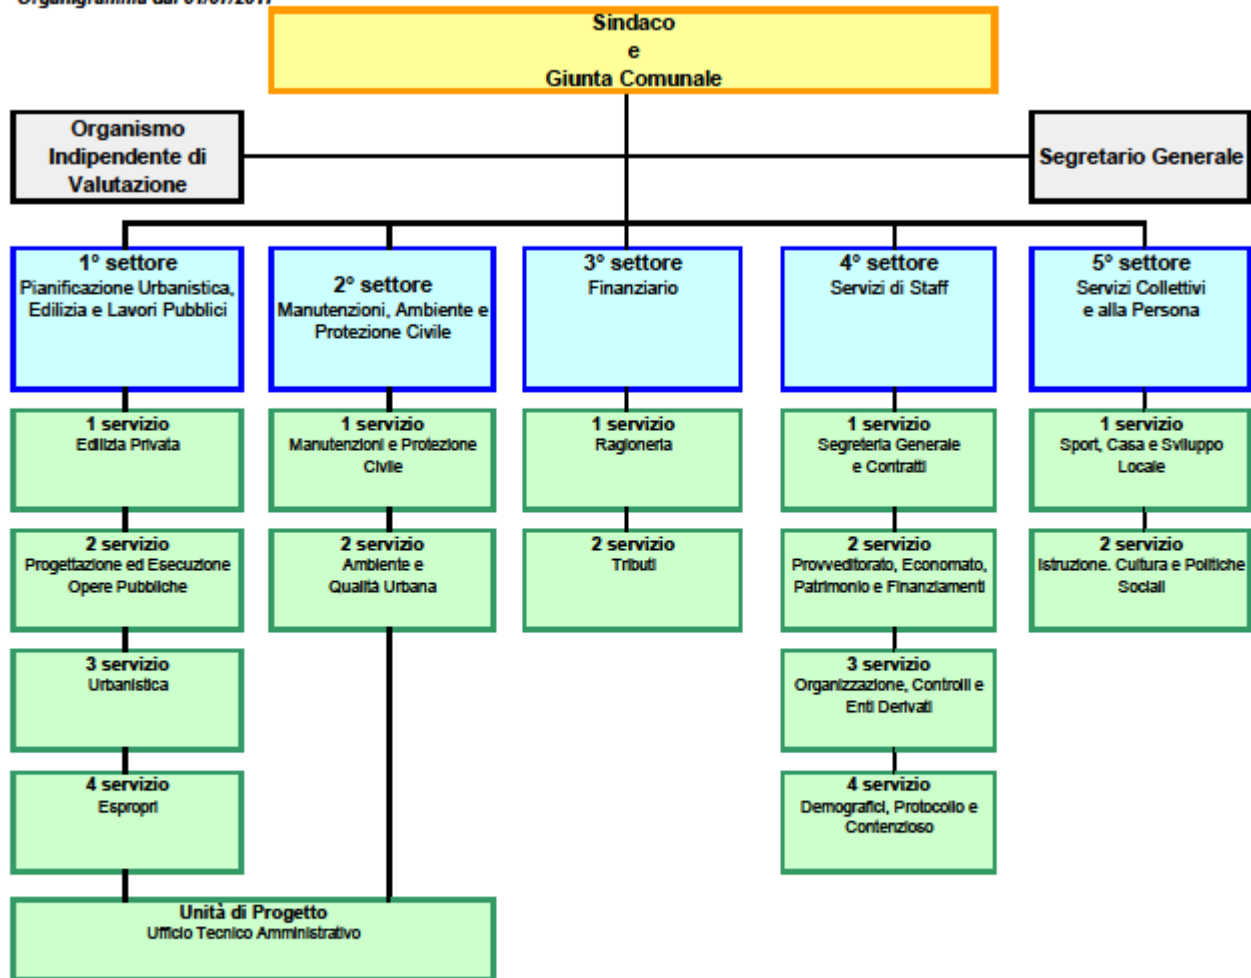 Sindaco
e
Giunta Comunale
Organismo
Indipendente di
Valutazione
Segretario Generale
1° settore
Pianificazione Urbanistica,
Edilizia e Lavori Pubblici
2° settore
Manutenzioni, Ambiente e
Protezione Civile
3° settore
Finanziario
4° settore
Servizi di Staff
5° settore
Servizi Collettivi
e alla Persona
1 servizio
Edilizia Privata
1 servizio
Manutenzioni e Protezione
Civile
1 servizio
Ragioneria
1 servizio
Segreteria Generale
e Contratti
1 servizio
Sport, Casa e Sviluppo
Locale
2 servizio
Progettazione ed Esecuzione
Opere Pubbliche
2 servizio
Ambiente e
Qualità Urbana
2 servizio
Tributi
2 servizio
Provveditorato, Economato,
Patrimonio e Finanziamenti
2 servizio
Istruzione. Cultura e Politiche
Sociali
3 servizio
Urbanistica
3 servizio
Organizzazione, Controlli e
Enti Derivati
4 servizio
Espropri
4 servizio
Demografici, Protocollo e
Contenzioso
Unità di Progetto
Ufficio Tecnico Amministrativo